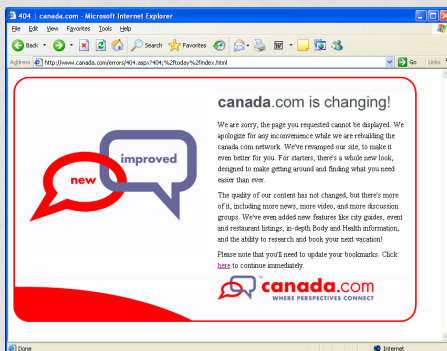 404 | canada.com - Microsoft Internet Explorer
File Edit View Favorites Tools Help
Back Search Favorites
Address http://www.canada.com/errors/404.aspx?404;%2ftoday%2findex.html Go Links
canada.com is changing!
We are sorry, the page you requested cannot be displayed. We
apologize for any inconvenience while we are rebuilding the
canada.com network. We've revamped our site, to make it
even better for you. For starters, there's a whole new look,
designed to make getting around and finding what you need
easier than ever.
new
improved
The quality of our content has not changed, but there's more
of it, including more news, more video, and more discussion
groups. We've even added new features like city guides, event
and restaurant listings, in-depth Body and Health information,
and the ability to research and book your next vacation!
Please note that you'll need to update your bookmarks. Click
here to continue immediately.
canada.com
WHERE PERSPECTIVES CONNECT
Done Internet